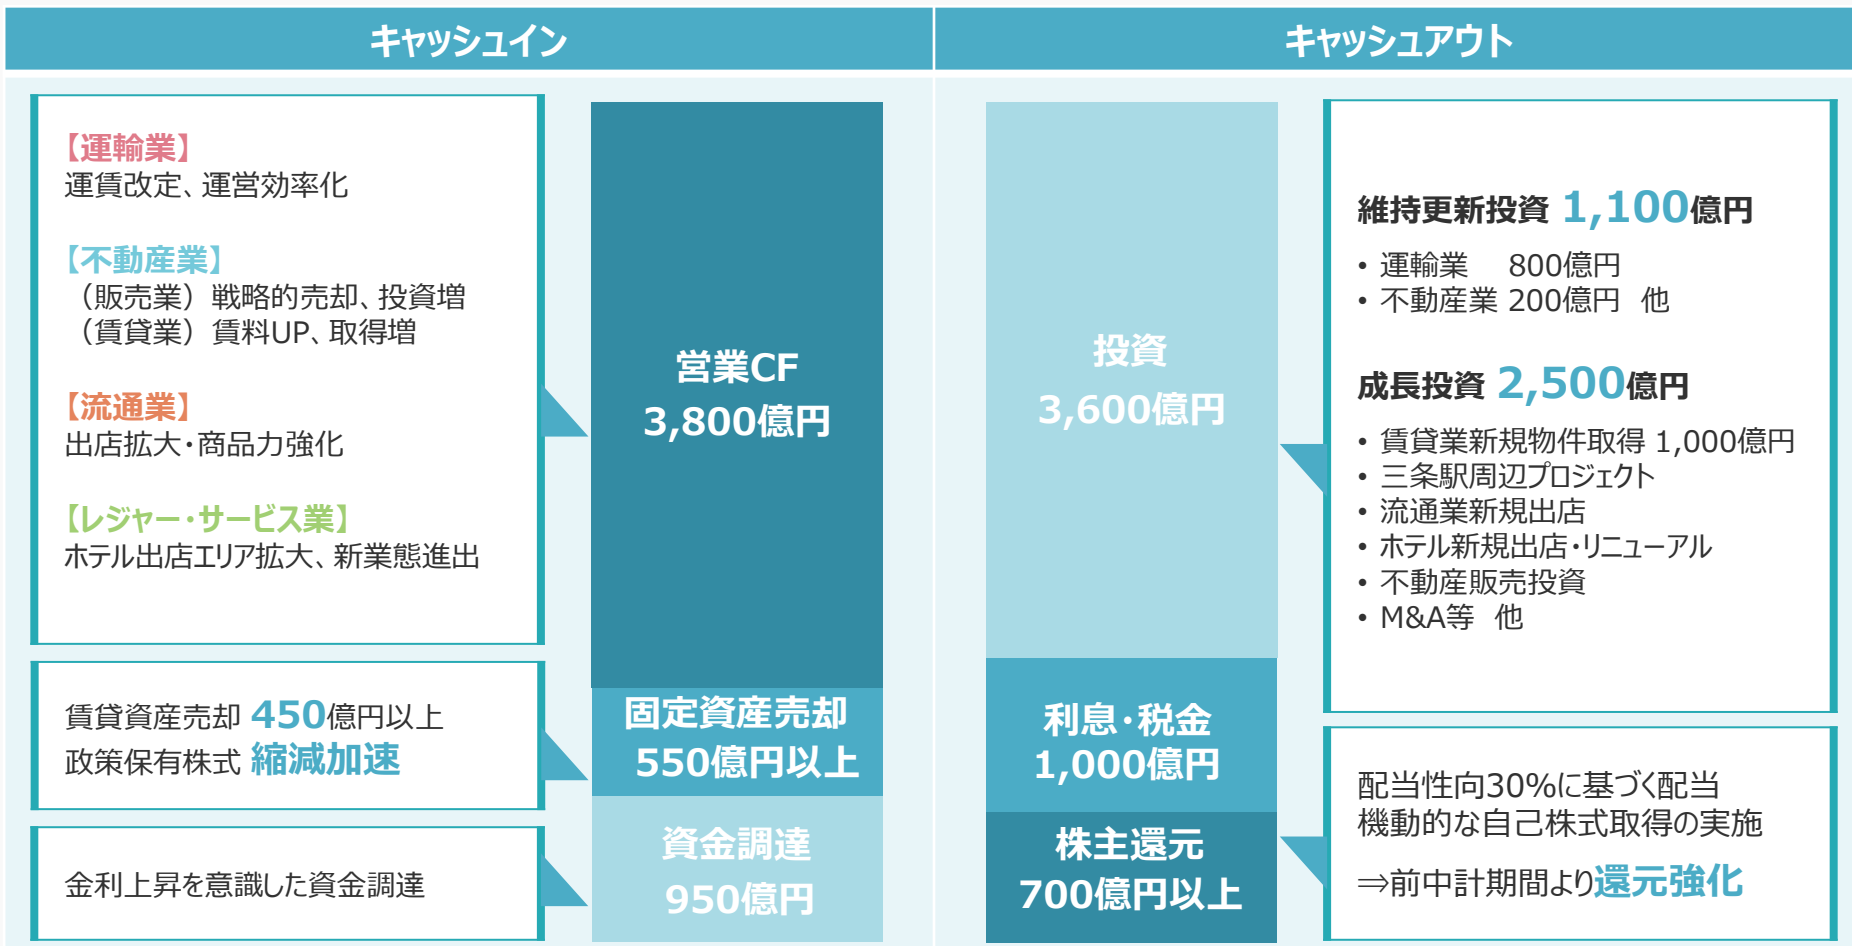 キャッシュイン
【運輸業】
運賃改定、運営効率化
【不動産業】
（販売業）戦略的売却、投資増
（賃貸業）賃料UP、取得増
【流通業】
出店拡大・商品力強化
【レジャー・サービス業】
ホテル出店エリア拡大、新業態進出
営業CF
3,800億円
賃貸資産売却 450億円以上
政策保有株式 縮減加速
固定資産売却
550億円以上
金利上昇を意識した資金調達
資金調達
950億円
キャッシュアウト
投資
3,600億円
維持更新投資 1,100億円
• 運輸業 800億円
• 不動産業 200億円 他
成長投資 2,500億円
• 賃貸業新規物件取得 1,000億円
• 三条駅周辺プロジェクト
• 流通業新規出店
• ホテル新規出店・リニューアル
• 不動産販売投資
• M&A等 他
利息・税金
1,000億円
株主還元
700億円以上
配当性向30%に基づく配当
機動的な自己株式取得の実施
⇒前中計期間より還元強化